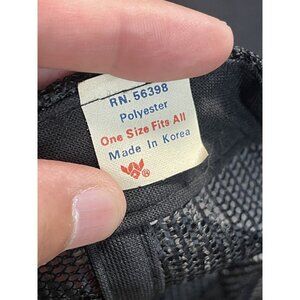 RN. 56398
Polyester
One Size Fits All
Made In Korea
®